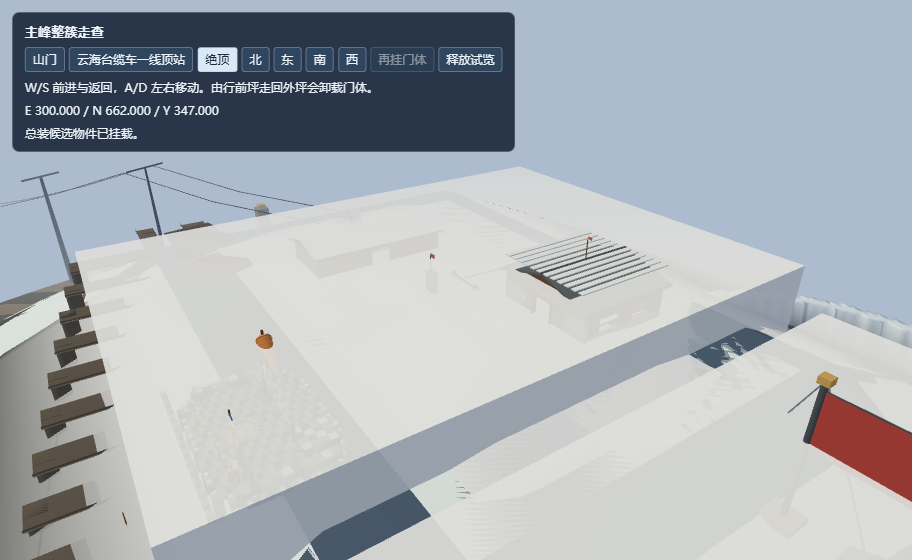 主峰整簇走查
山门 云海台缆车一线顶站 绝顶 北 东 南 西 再挂门体 释放试览
W/S 前进与返回，A/D 左右移动。由行前坪走回外坪会卸载门体。
E 300.000 / N 662.000 / Y 347.000
总装候选物件已挂载。